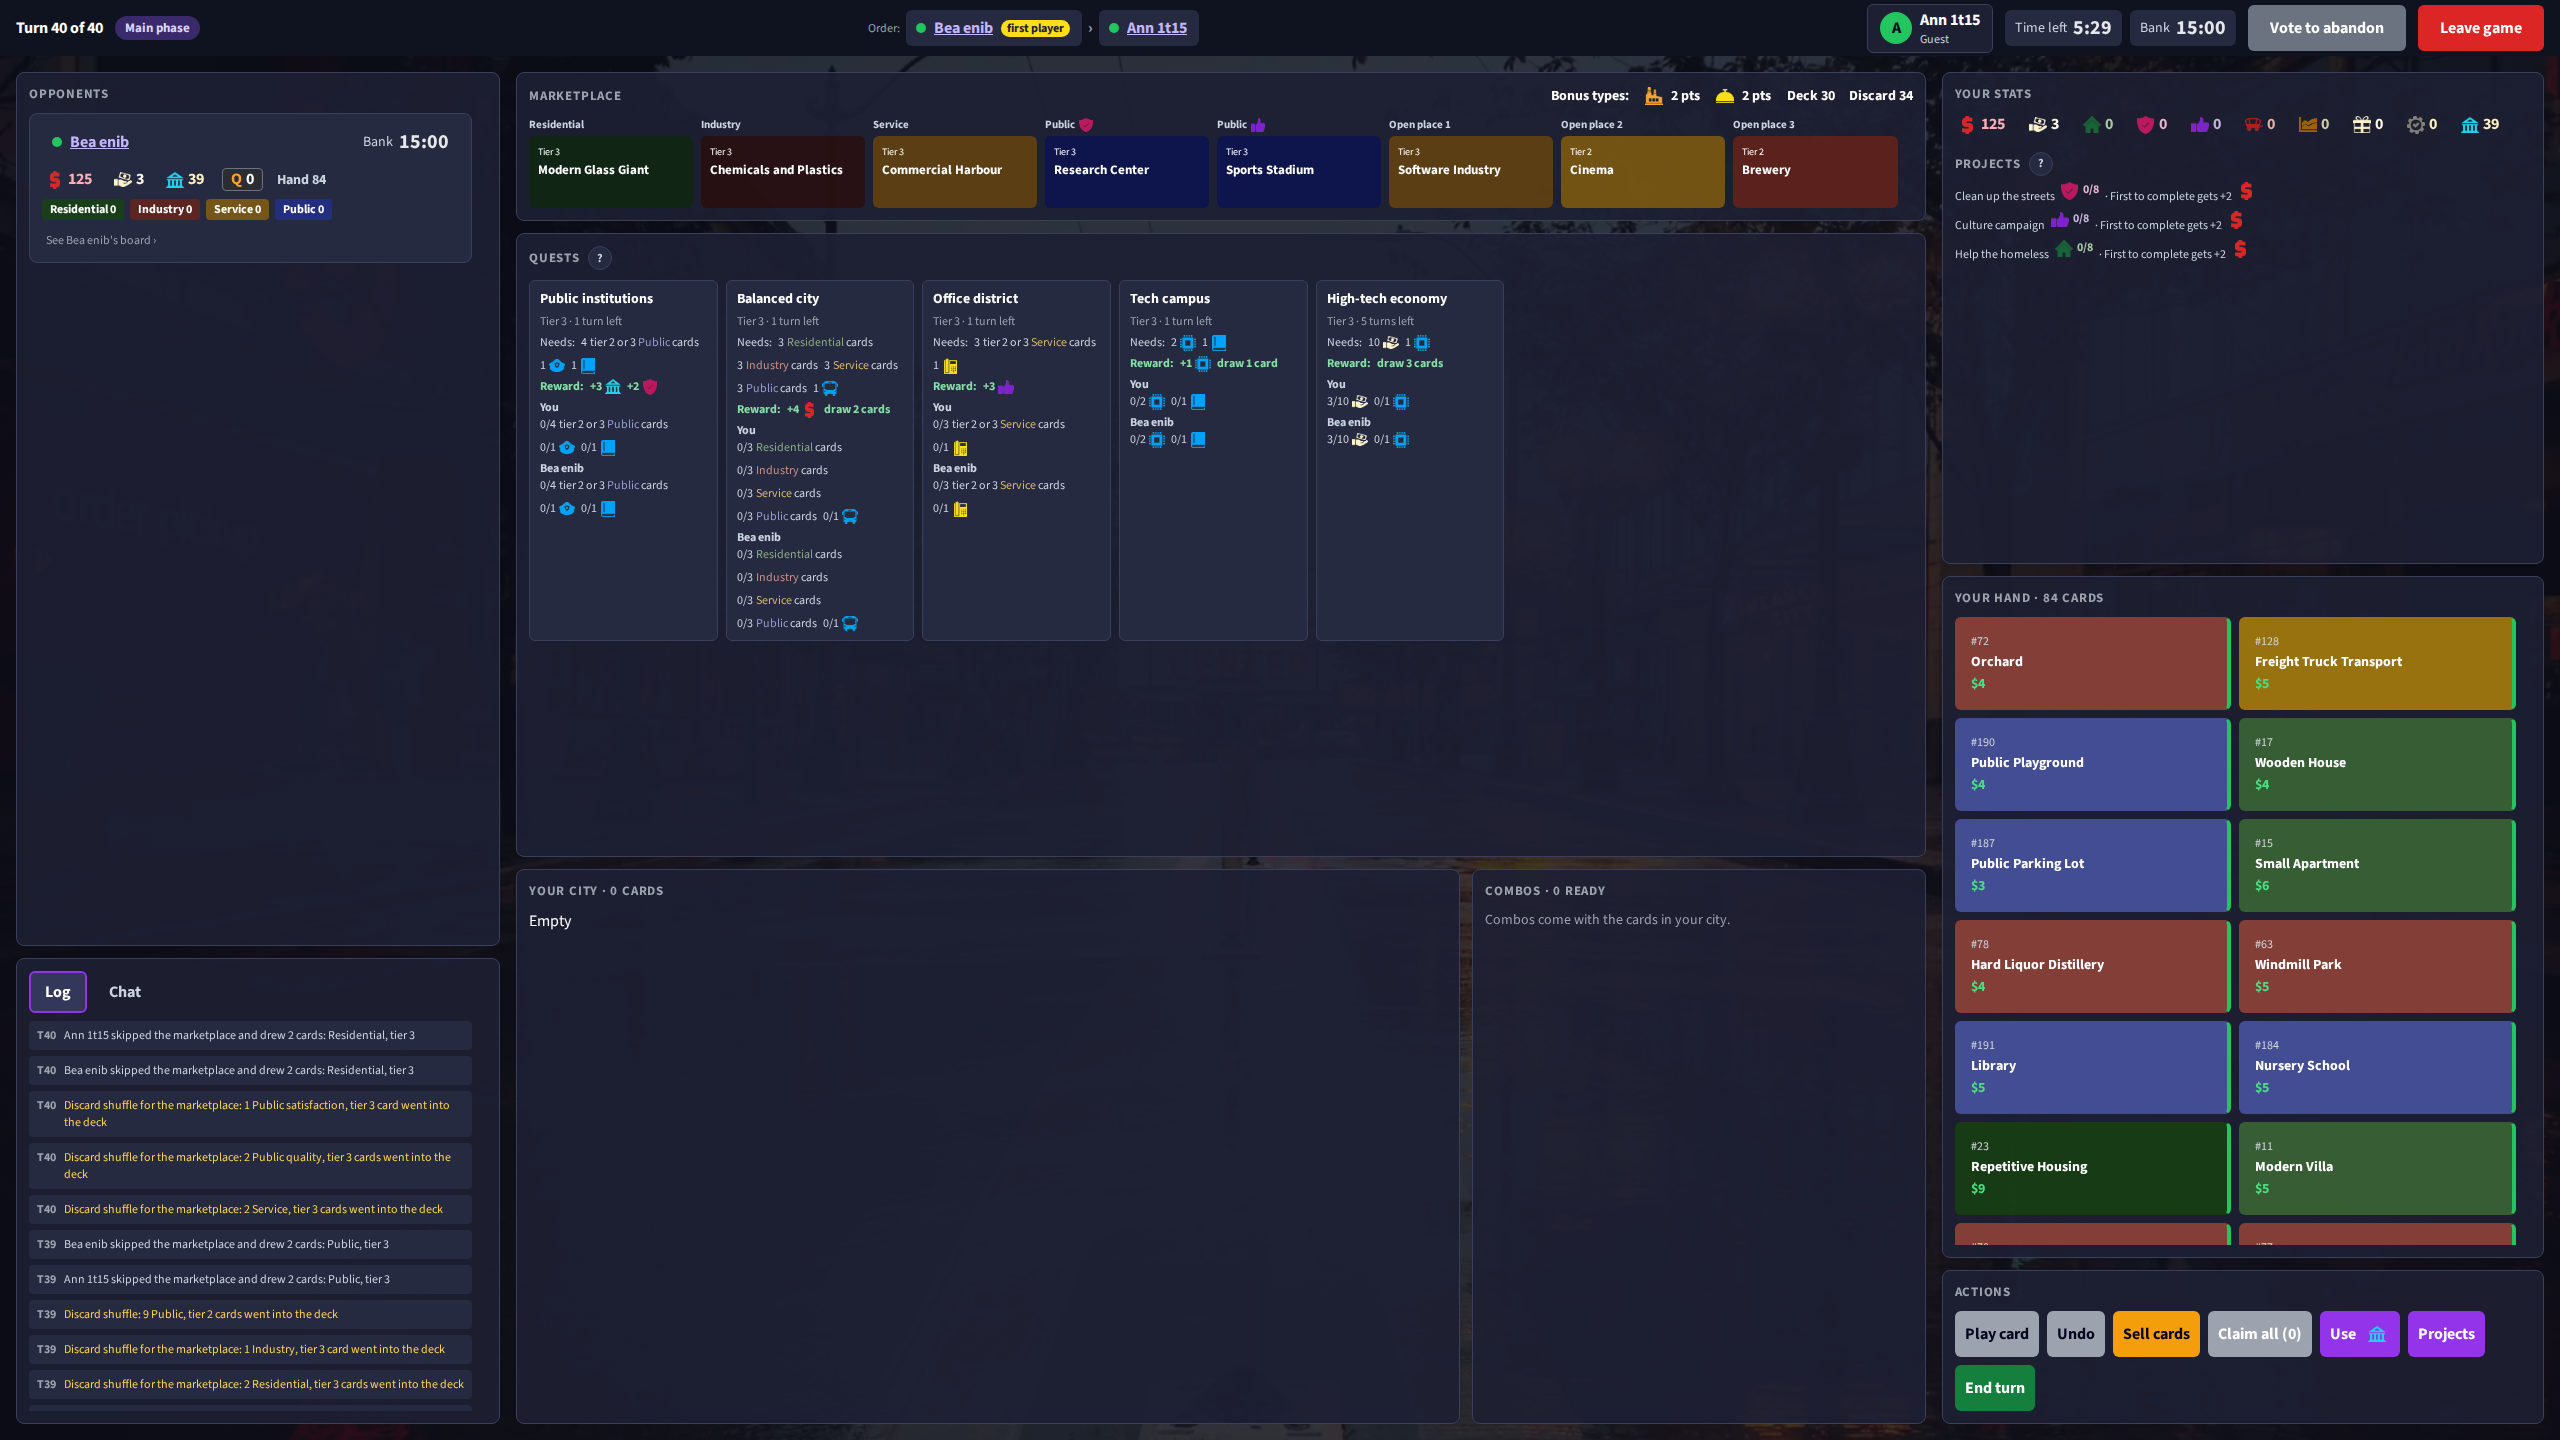 Turn 40 of 40 Main phase
Order: Bea enib first player › Ann 1t15
A Ann 1t15
Guest
Time left 5:29
Bank 15:00
Vote to abandon
Leave game
OPPONENTS
Bea enib Bank 15:00
125 3 39 Q 0 Hand 84
Residential 0 Industry 0 Service 0 Public 0
See Bea enib's board ›
Log Chat
T40 Ann 1t15 skipped the marketplace and drew 2 cards: Residential, tier 3
T40 Bea enib skipped the marketplace and drew 2 cards: Residential, tier 3
T40 Discard shuffle for the marketplace: 1 Public satisfaction, tier 3 card went into
the deck
T40 Discard shuffle for the marketplace: 2 Public quality, tier 3 cards went into the
deck
T40 Discard shuffle for the marketplace: 2 Service, tier 3 cards went into the deck
T39 Bea enib skipped the marketplace and drew 2 cards: Public, tier 3
T39 Ann 1t15 skipped the marketplace and drew 2 cards: Public, tier 3
T39 Discard shuffle: 9 Public, tier 2 cards went into the deck
T39 Discard shuffle for the marketplace: 1 Industry, tier 3 card went into the deck
T39 Discard shuffle for the marketplace: 2 Residential, tier 3 cards went into the deck
MARKETPLACE
Bonus types: 2 pts 2 pts Deck 30 Discard 34
Residential
Tier 3
Modern Glass Giant
Industry
Tier 3
Chemicals and Plastics
Service
Tier 3
Commercial Harbour
Public
Tier 3
Research Center
Public
Tier 3
Sports Stadium
Open place 1
Tier 3
Software Industry
Open place 2
Tier 2
Cinema
Open place 3
Tier 2
Brewery
QUESTS ?
Public institutions
Tier 3 · 1 turn left
Needs: 4 tier 2 or 3 Public cards
1 1
Reward: +3 +2
You
0/4 tier 2 or 3 Public cards
0/1 0/1
Bea enib
0/4 tier 2 or 3 Public cards
0/1 0/1
Balanced city
Tier 3 · 1 turn left
Needs: 3 Residential cards
3 Industry cards 3 Service cards
3 Public cards 1
Reward: +4 draw 2 cards
You
0/3 Residential cards
0/3 Industry cards
0/3 Service cards
0/3 Public cards 0/1
Bea enib
0/3 Residential cards
0/3 Industry cards
0/3 Service cards
0/3 Public cards 0/1
Office district
Tier 3 · 1 turn left
Needs: 3 tier 2 or 3 Service cards
1
Reward: +3
You
0/3 tier 2 or 3 Service cards
0/1
Bea enib
0/3 tier 2 or 3 Service cards
0/1
Tech campus
Tier 3 · 1 turn left
Needs: 2 1
Reward: +1 draw 1 card
You
0/2 0/1
Bea enib
0/2 0/1
High-tech economy
Tier 3 · 5 turns left
Needs: 10 1
Reward: draw 3 cards
You
3/10 0/1
Bea enib
3/10 0/1
YOUR CITY · 0 CARDS
Empty
COMBOS · 0 READY
Combos come with the cards in your city.
YOUR STATS
125 3 0 0 0 0 0 0 0 39
PROJECTS ?
Clean up the streets 0/8 · First to complete gets +2
Culture campaign 0/8 · First to complete gets +2
Help the homeless 0/8 · First to complete gets +2
YOUR HAND · 84 CARDS
#72
Orchard
$4
#128
Freight Truck Transport
$5
#190
Public Playground
$4
#17
Wooden House
$4
#187
Public Parking Lot
$3
#15
Small Apartment
$6
#78
Hard Liquor Distillery
$4
#63
Windmill Park
$5
#191
Library
$5
#184
Nursery School
$5
#23
Repetitive Housing
$9
#11
Modern Villa
$5
ACTIONS
Play card
Undo
Sell cards
Claim all (0)
Use
Projects
End turn